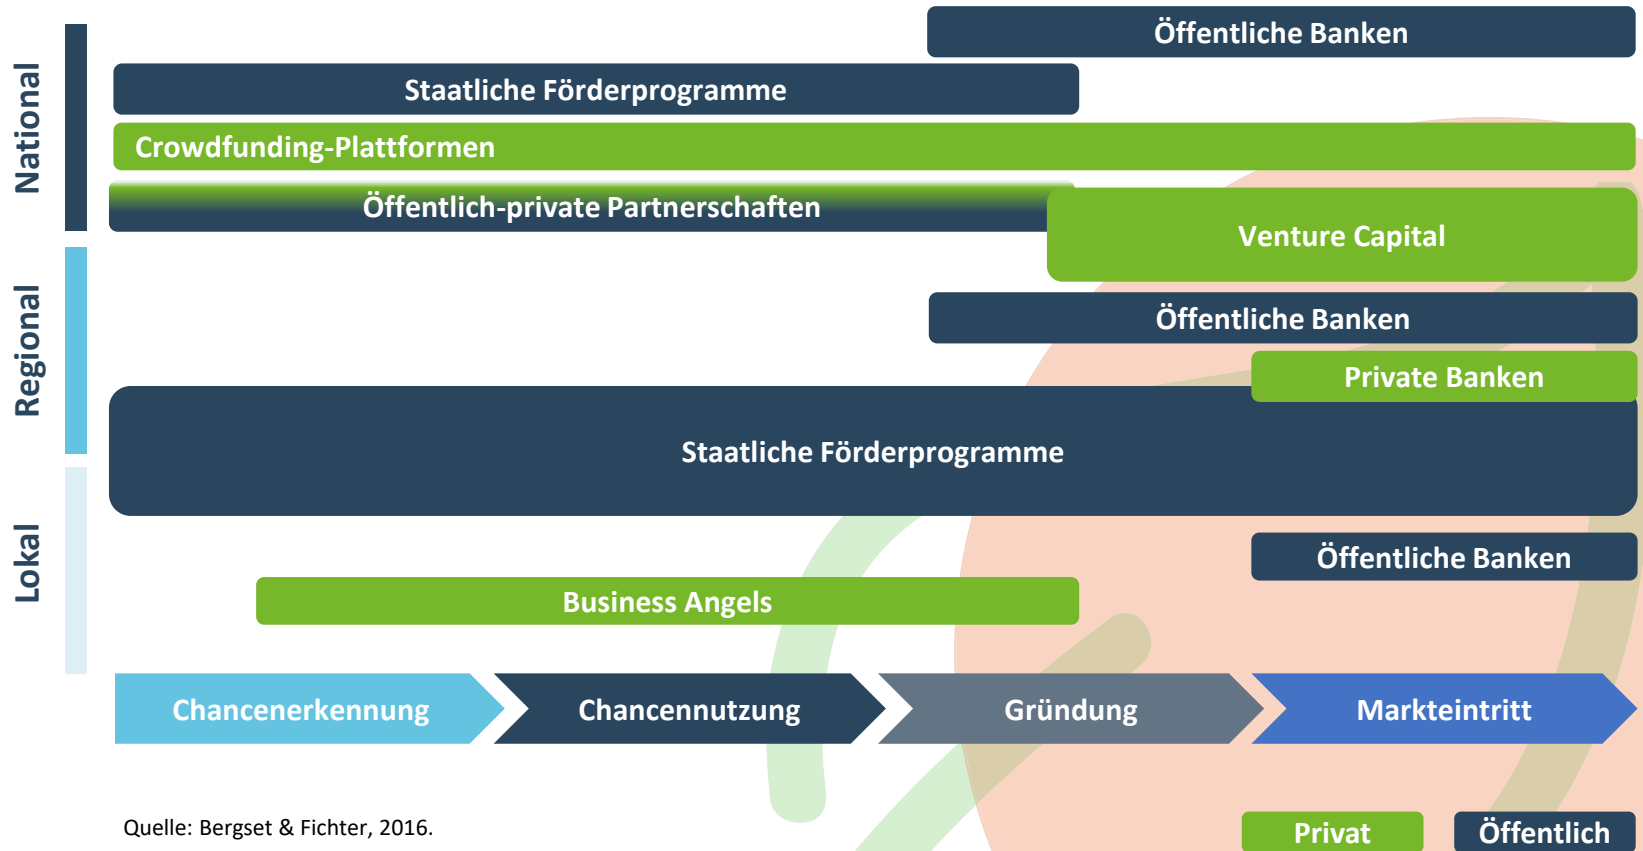 National
Öffentliche Banken
Staatliche Förderprogramme
Crowdfunding-Plattformen
Öffentlich-private Partnerschaften
Venture Capital
Regional
Öffentliche Banken
Private Banken
Staatliche Förderprogramme
Lokal
Öffentliche Banken
Business Angels
Chancenerkennung
Chancennutzung
Gründung
Markteintritt
Quelle: Bergset & Fichter, 2016.
Privat
Öffentlich